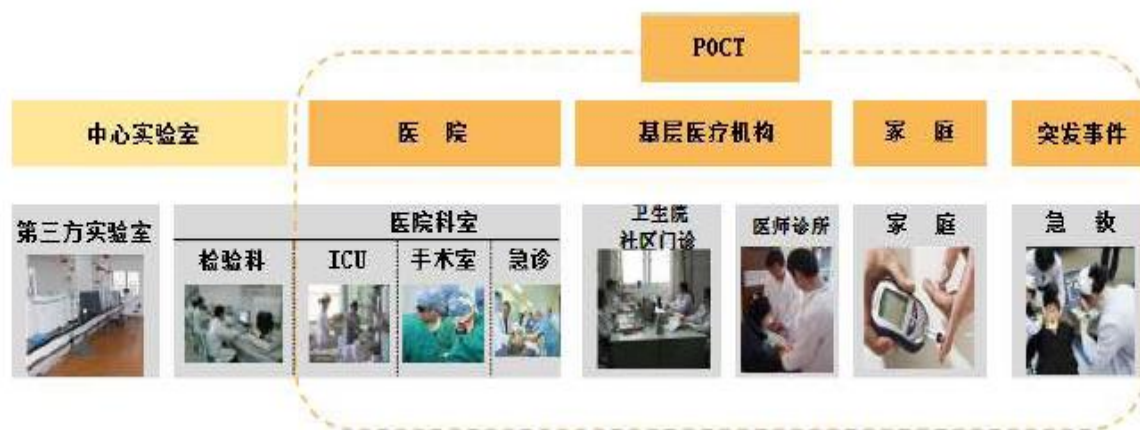 POCT
中心实验室
医 院
基层医疗机构
家 庭
突发事件
第三方实验室
医院科室
检验科
ICU
手术室
急诊
卫生院
社区门诊
医师诊所
家 庭
急 救